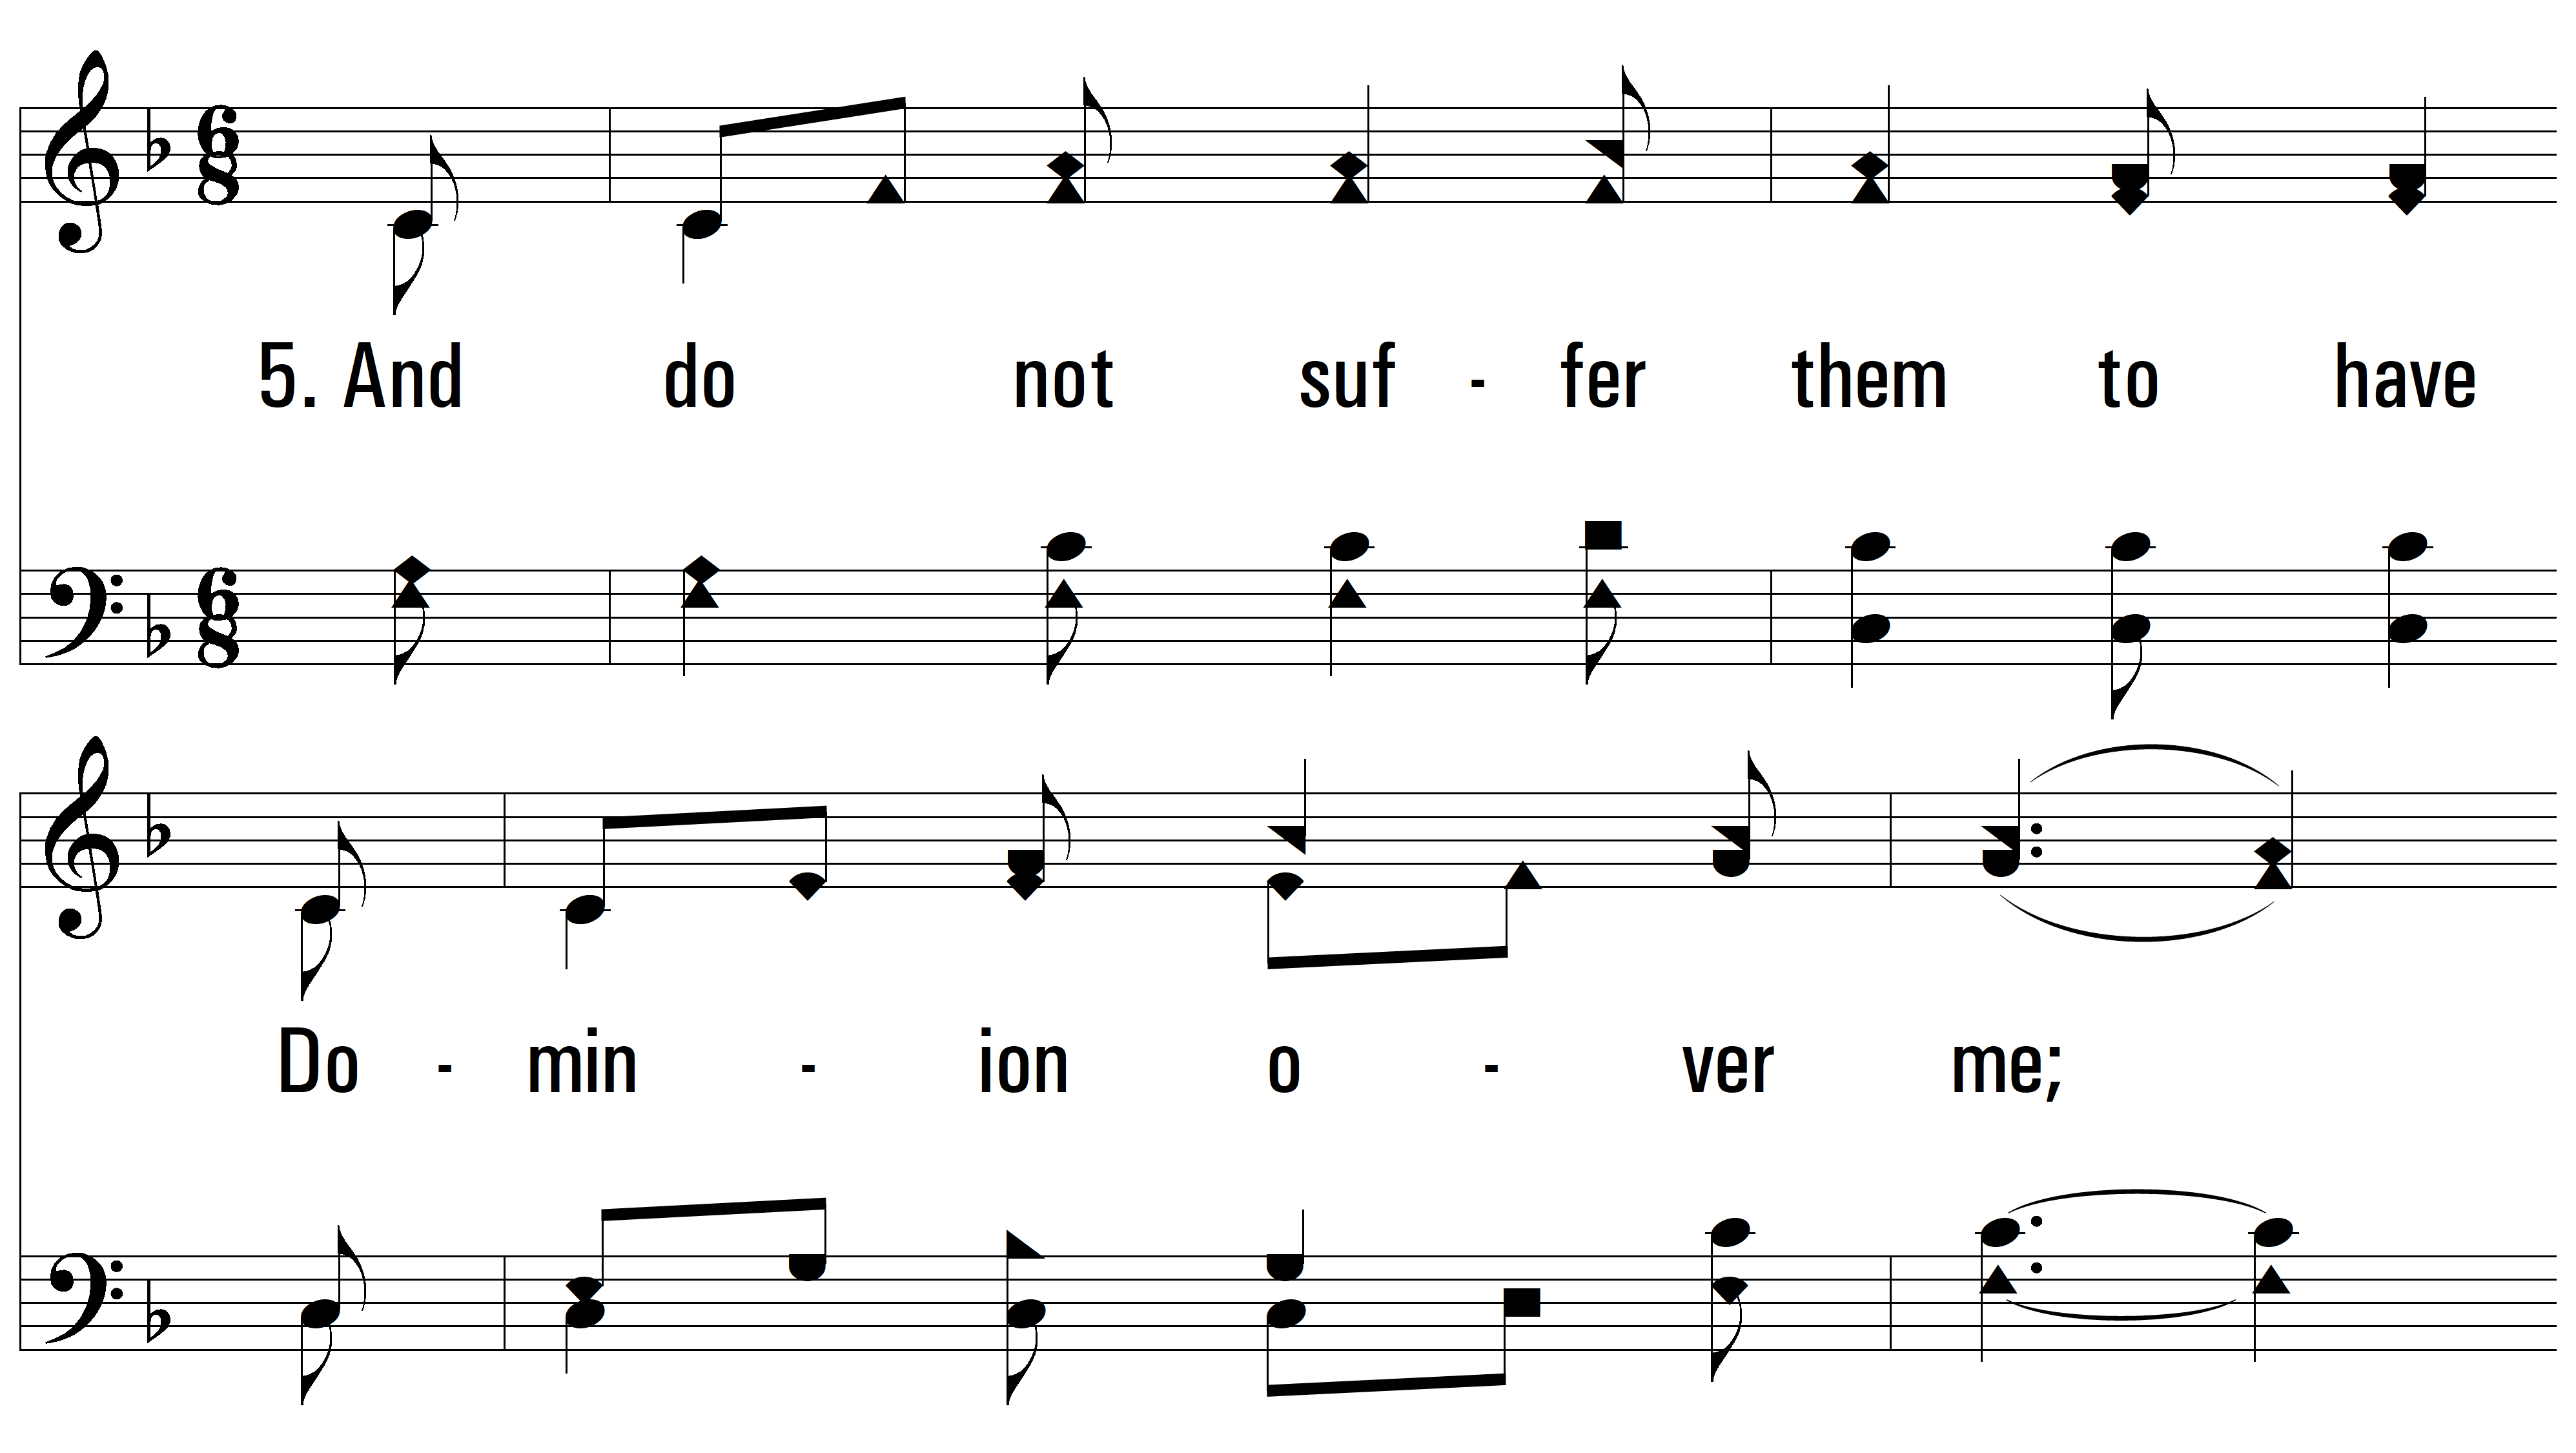 5. And do not suf - fer them to have
Do - min - ion o - ver me;